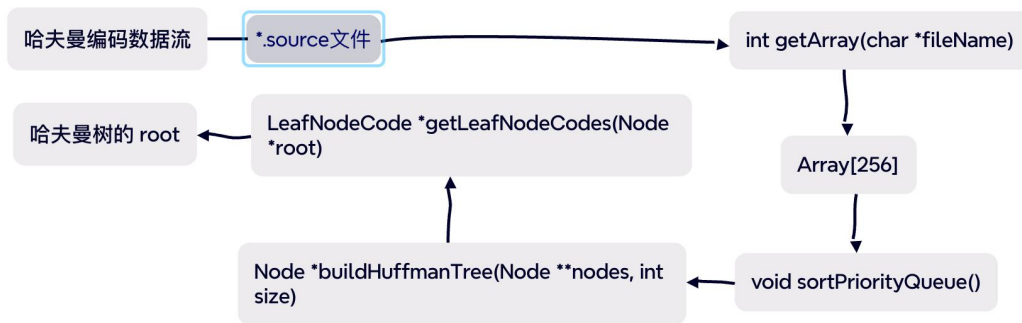 哈夫曼编码数据流
*.source文件
int getArray(char *fileName)
哈夫曼树的 root
LeafNodeCode *getLeafNodeCodes(Node
*root)
Array[256]
Node *buildHuffmanTree(Node **nodes, int
size)
void sortPriorityQueue()